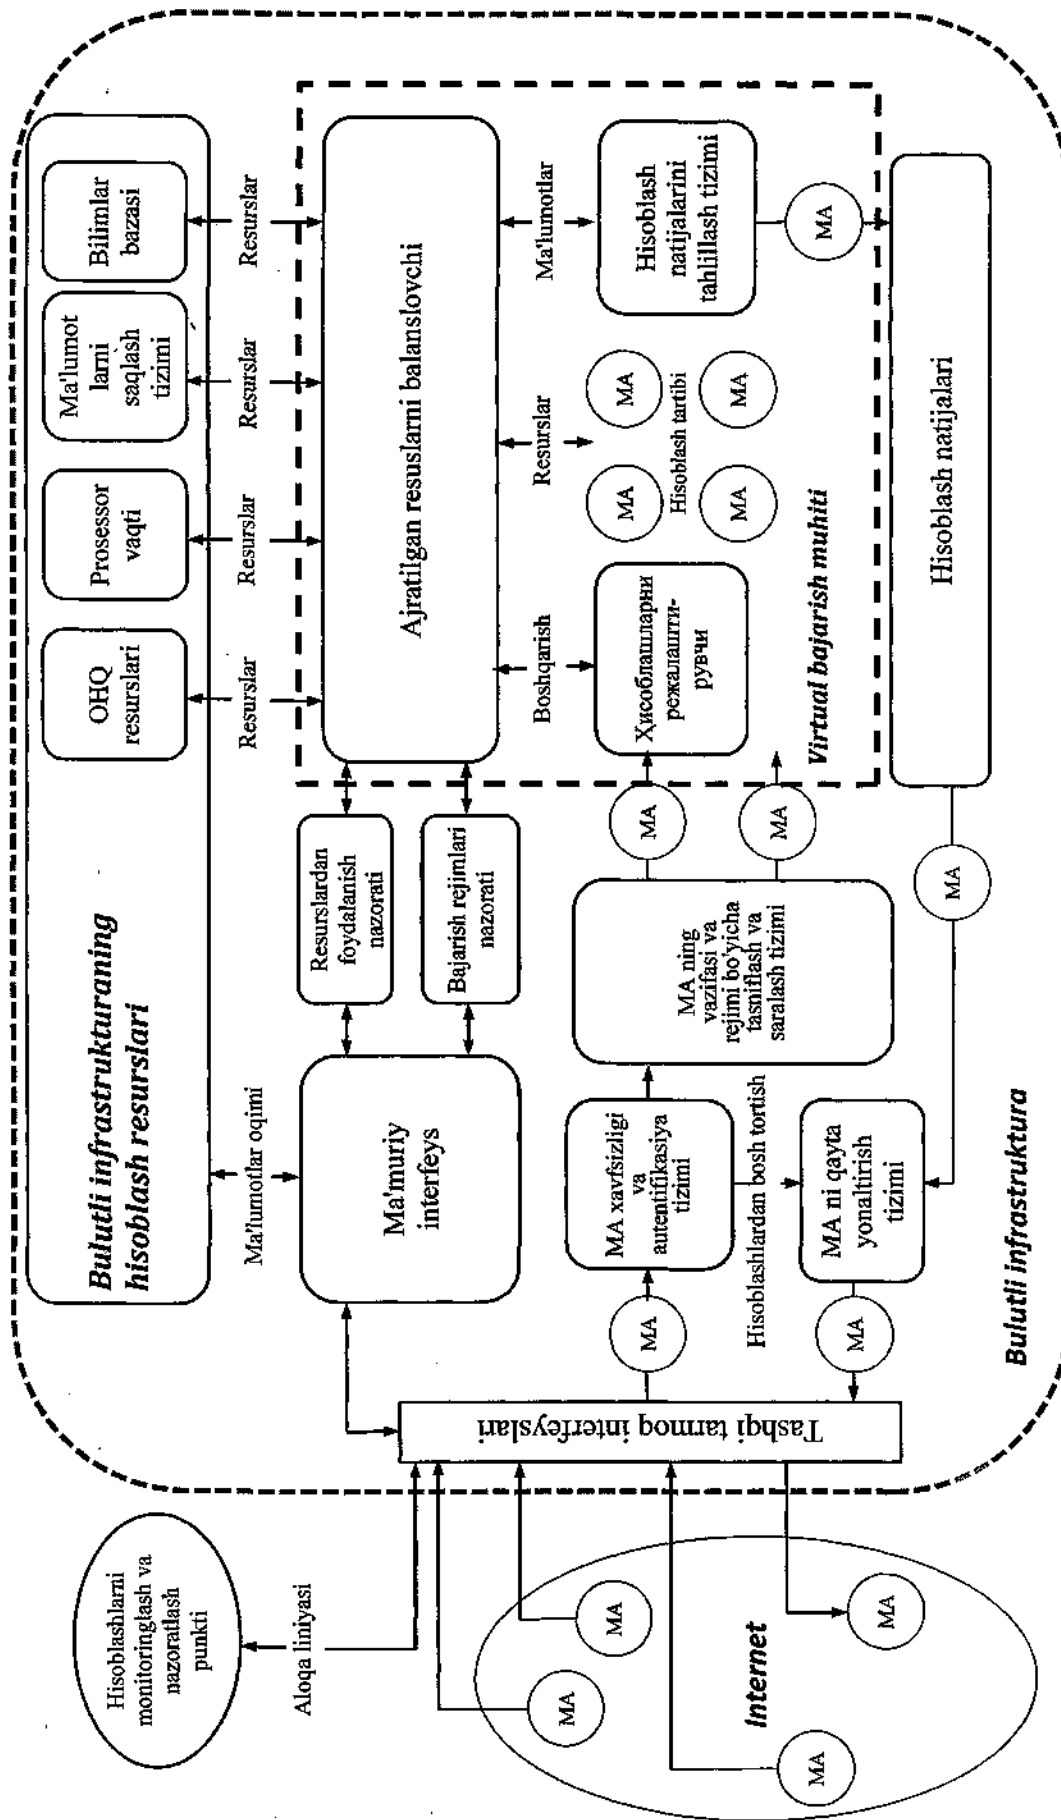 Hisoblashlarni
monitoringlash va
nazoratlash
punkti
Aloqa liniyasi
MA
MA
MA
MA
Internet
Tashqi tarmoq interfeyslari
Bulutli infrastrukturaning
hisoblash resurslari
OHQ
resurslari
Prosessor
vaqti
Ma'lumot
larni
saqlash
tizimi
Bilimlar
bazasi
Ma'lumotlar oqimi
Resurslar
Resurslar
Resurslar
Resurslar
Ma'muriy
interfeys
Resurslardan
foydalanish
nazorati
Bajarish rejimlari
nazorati
Ajratilgan resuslarni balanslovchi
Boshqarish
Resurslar
Ma'lumotlar
MA
MA xavfsizligi
va
autentifikasiya
tizimi
MA ning
vazifasi va
rejimi bo'yicha
tasniflash va
saralash tizimi
MA
MA
Ҳисоблашларни
режалашти-
рувчи
MA
MA
Hisoblash tartibi
MA
MA
Hisoblash
natijalarini
tahlillash tizimi
MA
Virtual bajarish muhiti
Hisoblashlardan bosh tortish
MA
MA ni qayta
yonaltirish
tizimi
MA
Hisoblash natijalari
Bulutli infrastruktura